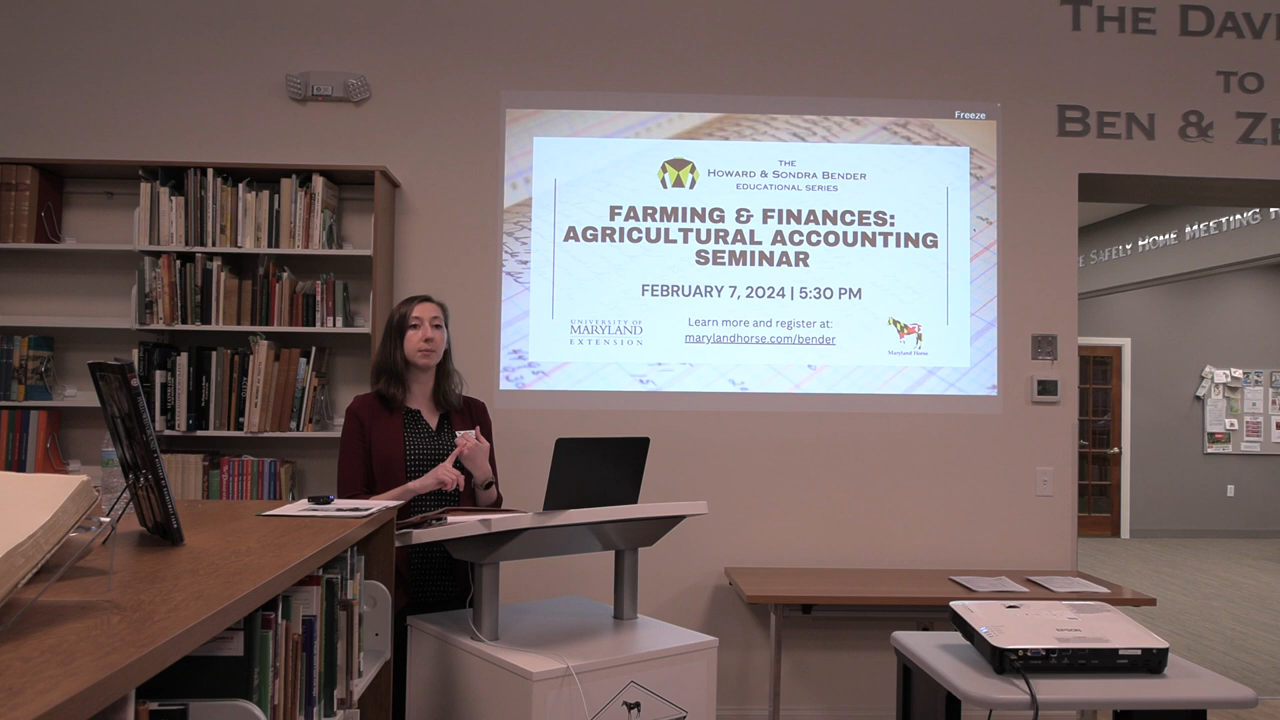 THE DAV
TO
BEN & ZE
Freeze
THE
HOWARD & SONDRA BENDER
EDUCATIONAL SERIES
FARMING & FINANCES:
AGRICULTURAL ACCOUNTING
SEMINAR
FEBRUARY 7, 2024 | 5:30 PM
UNIVERSITY OF
MARYLAND
EXTENSION
Learn more and register at:
marylandhorse.com/bender
Maryland Horse
SAFELY HOME MEETING
EPSON